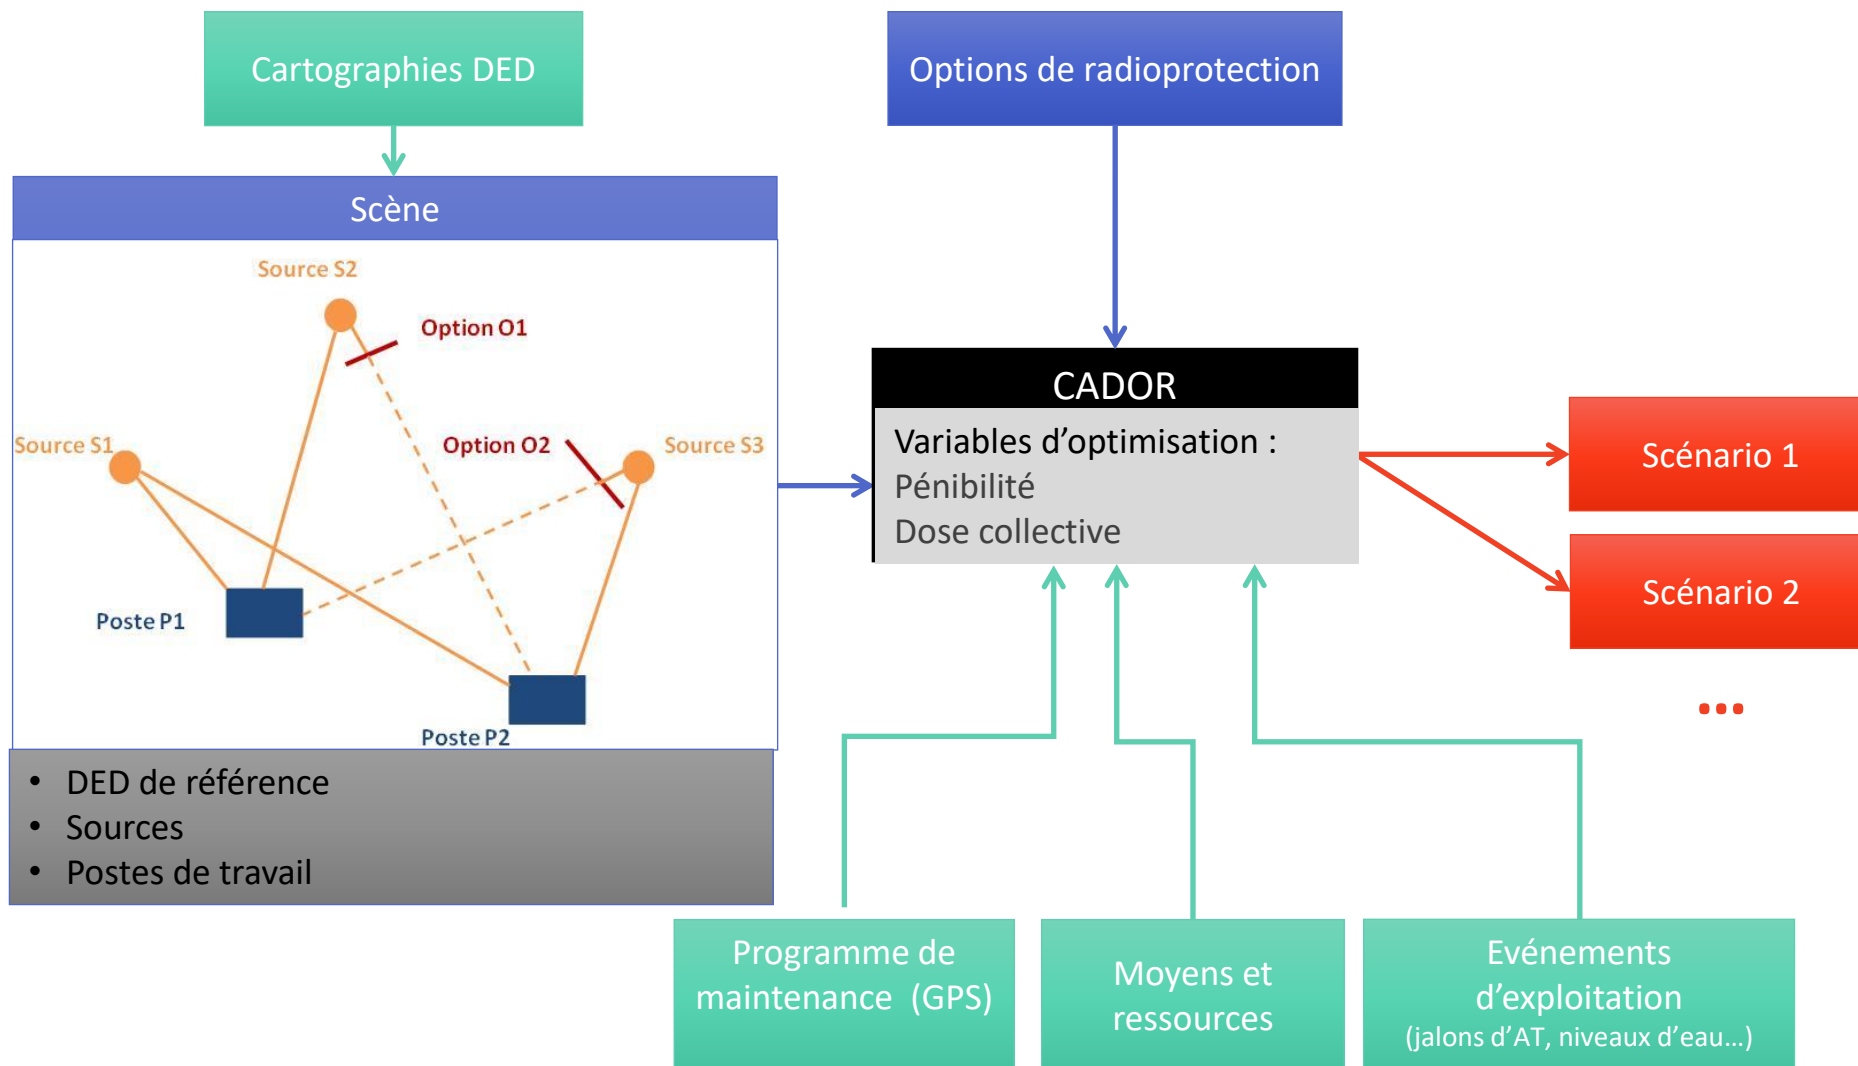 Cartographies DED
Options de radioprotection
Scène
Source S2
Option O1
Source S1
Option O2
Source S3
Poste P1
Poste P2
• DED de référence
• Sources
• Postes de travail
CADOR
Variables d’optimisation :
Pénibilité
Dose collective
Scénario 1
Scénario 2
...
Programme de
maintenance (GPS)
Moyens et
ressources
Evénements
d’exploitation
(jalons d’AT, niveaux d’eau…)